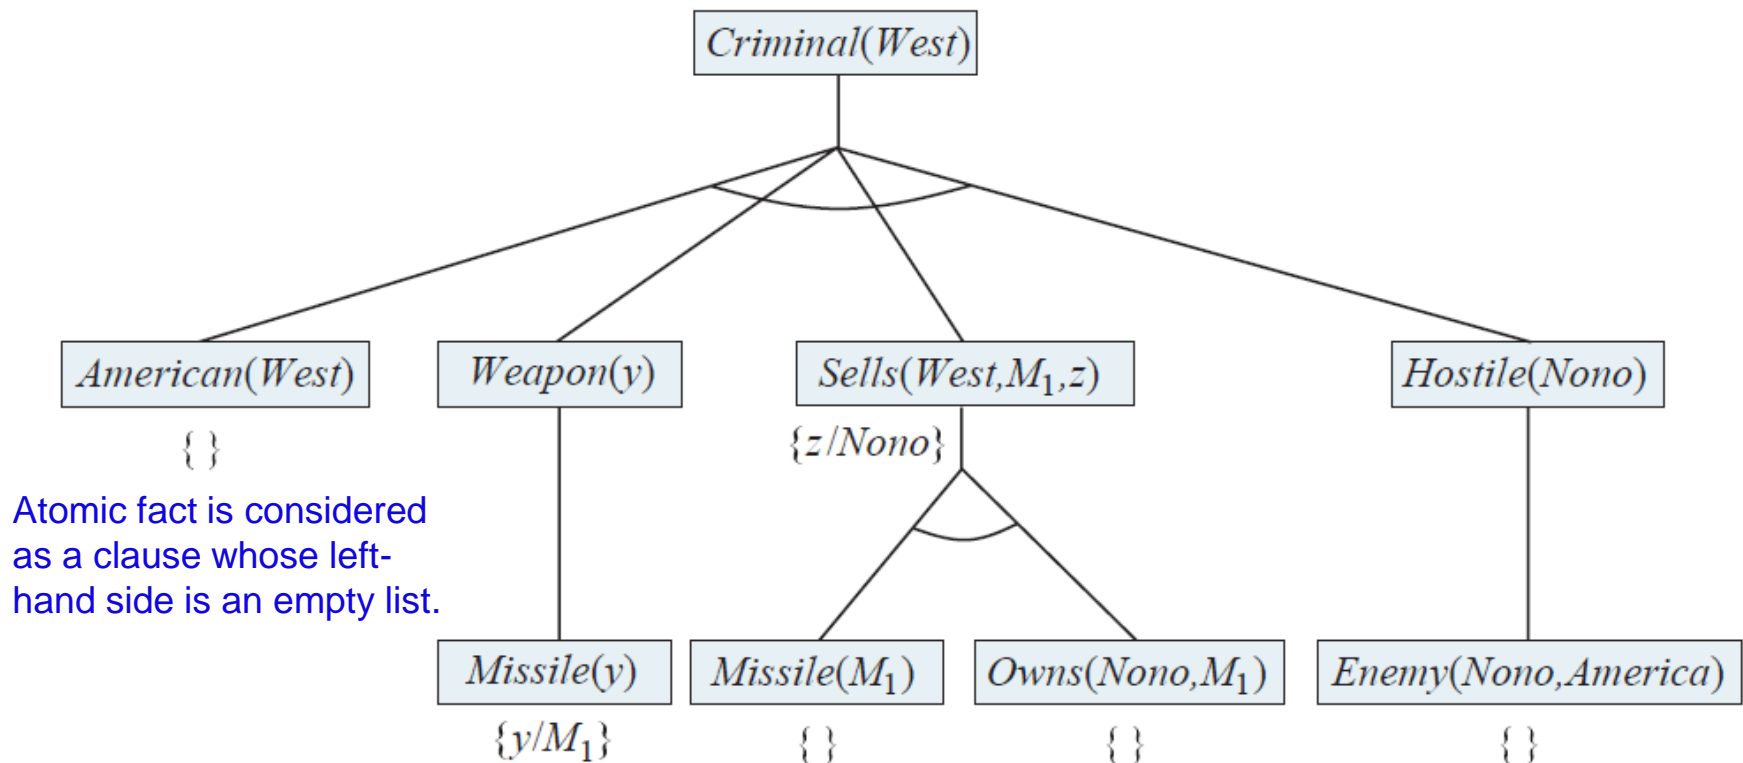 Criminal(West)
American(West)
Weapon(y)
Sells(West,M₁,z)
Hostile(Nono)
{ }
{z/Nono}
Atomic fact is considered
as a clause whose left-
hand side is an empty list.
Missile(y)
Missile(M₁)
Owns(Nono,M₁)
Enemy(Nono,America)
{y/M₁}
{ }
{ }
{ }